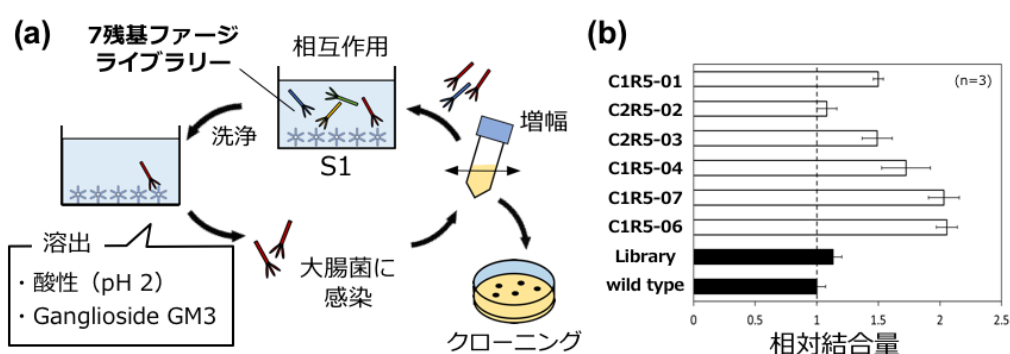 (a)
7残基ファージ
ライブラリー
相互作用
洗浄
S1
増幅
溶出
・酸性（pH 2）
・Ganglioside GM3
大腸菌に
感染
クローニング
(b)
(n=3)
C1R5-01
C2R5-02
C2R5-03
C1R5-04
C1R5-07
C1R5-06
Library
wild type
0 0.5 1 1.5 2 2.5
相対結合量